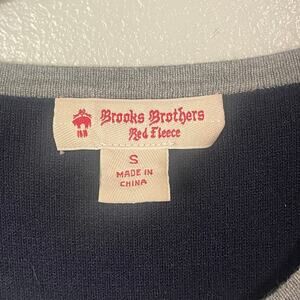 Brooks Brothers
Red Fleece
S
MADE IN
CHINA